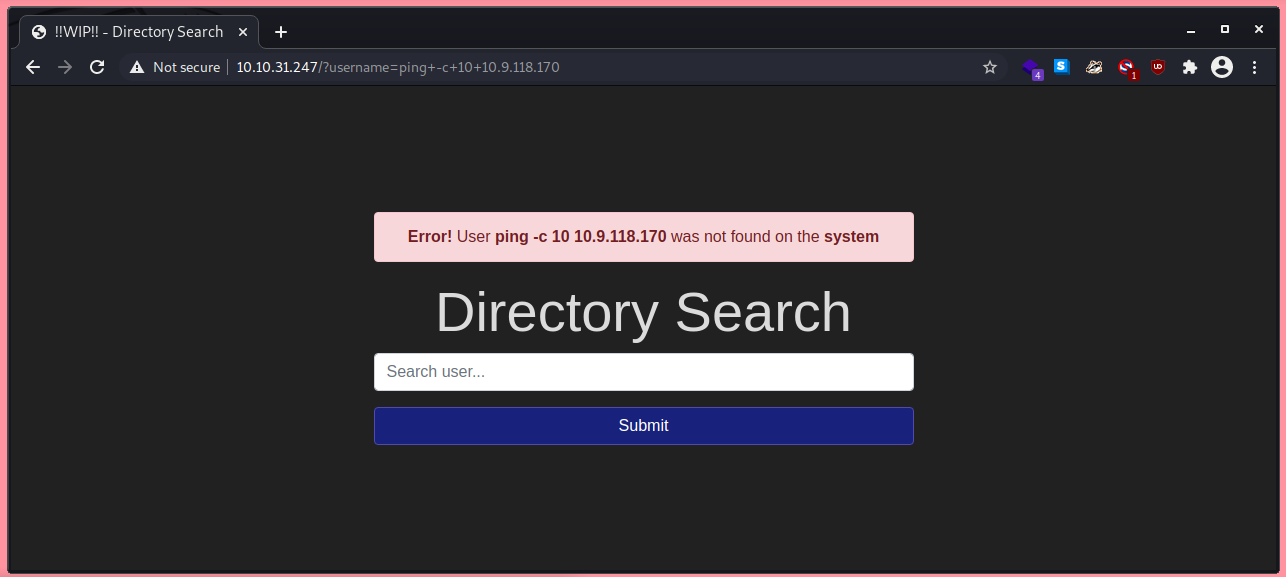 !!WIP!! - Directory Search
Not secure | 10.10.31.247/?username=ping+-c+10+10.9.118.170
4
S
1
UD
Error! User ping -c 10 10.9.118.170 was not found on the system
Directory Search
Search user...
Submit